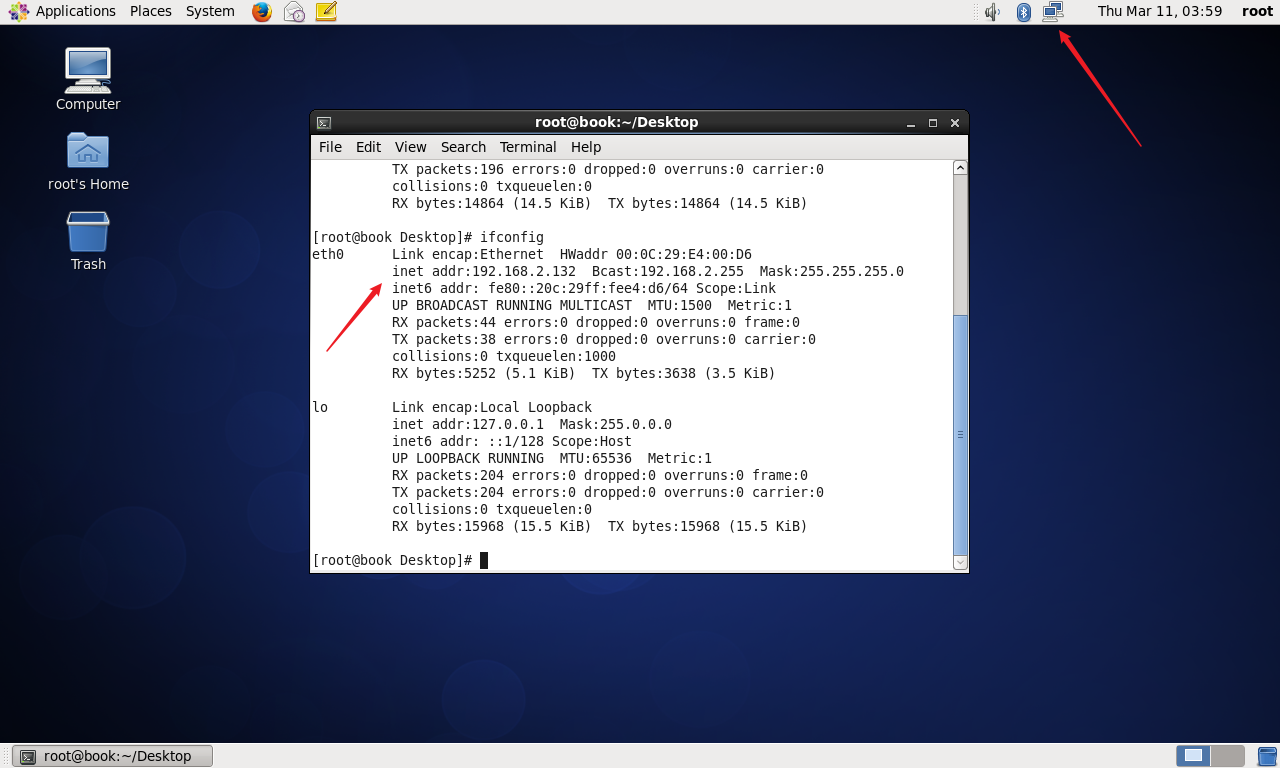 Applications Places System Thu Mar 11, 03:59 root
Computer
root's Home
Trash
root@book:~/Desktop
File Edit View Search Terminal Help
TX packets:196 errors:0 dropped:0 overruns:0 carrier:0
collisions:0 txqueuelen:0
RX bytes:14864 (14.5 KiB)  TX bytes:14864 (14.5 KiB)
[root@book Desktop]# ifconfig
eth0      Link encap:Ethernet  HWaddr 00:0C:29:E4:00:D6
inet addr:192.168.2.132  Bcast:192.168.2.255  Mask:255.255.255.0
inet6 addr: fe80::20c:29ff:fee4:d6/64 Scope:Link
UP BROADCAST RUNNING MULTICAST  MTU:1500  Metric:1
RX packets:44 errors:0 dropped:0 overruns:0 frame:0
TX packets:38 errors:0 dropped:0 overruns:0 carrier:0
collisions:0 txqueuelen:1000
RX bytes:5252 (5.1 KiB)  TX bytes:3638 (3.5 KiB)
lo        Link encap:Local Loopback
inet addr:127.0.0.1  Mask:255.0.0.0
inet6 addr: ::1/128 Scope:Host
UP LOOPBACK RUNNING  MTU:65536  Metric:1
RX packets:204 errors:0 dropped:0 overruns:0 frame:0
TX packets:204 errors:0 dropped:0 overruns:0 carrier:0
collisions:0 txqueuelen:0
RX bytes:15968 (15.5 KiB)  TX bytes:15968 (15.5 KiB)
[root@book Desktop]#
root@book:~/Desktop